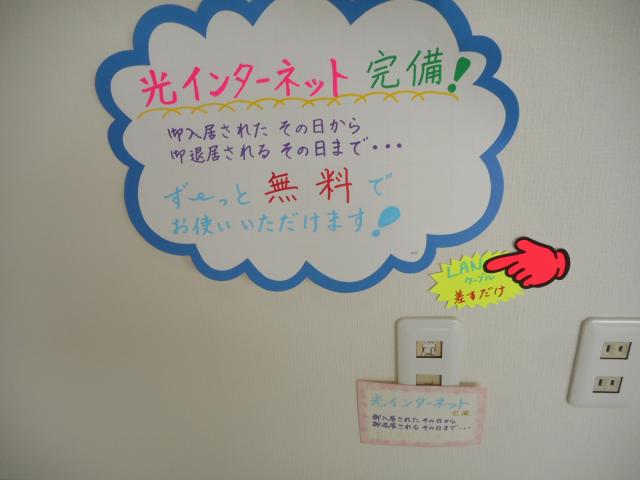 光インターネット 完備!
御入居された その日から
御退居される その日まで・・・
ず〜っと 無料で
お使いいただけます!
LAN
ケーブル
差すだけ
光インターネット
完備
御入居された その日から
御退居される その日まで・・・